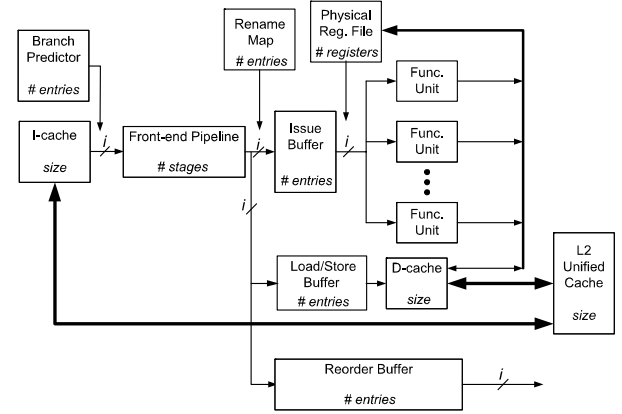 Branch
Predictor
# entries
Rename
Map
# entries
Physical
Reg. File
# registers
I-cache
size
i
Front-end Pipeline
# stages
i
Issue
Buffer
# entries
i
Func.
Unit
Func.
Unit
Func.
Unit
i
Load/Store
Buffer
# entries
D-cache
size
L2
Unified
Cache
size
Reorder Buffer
# entries
i